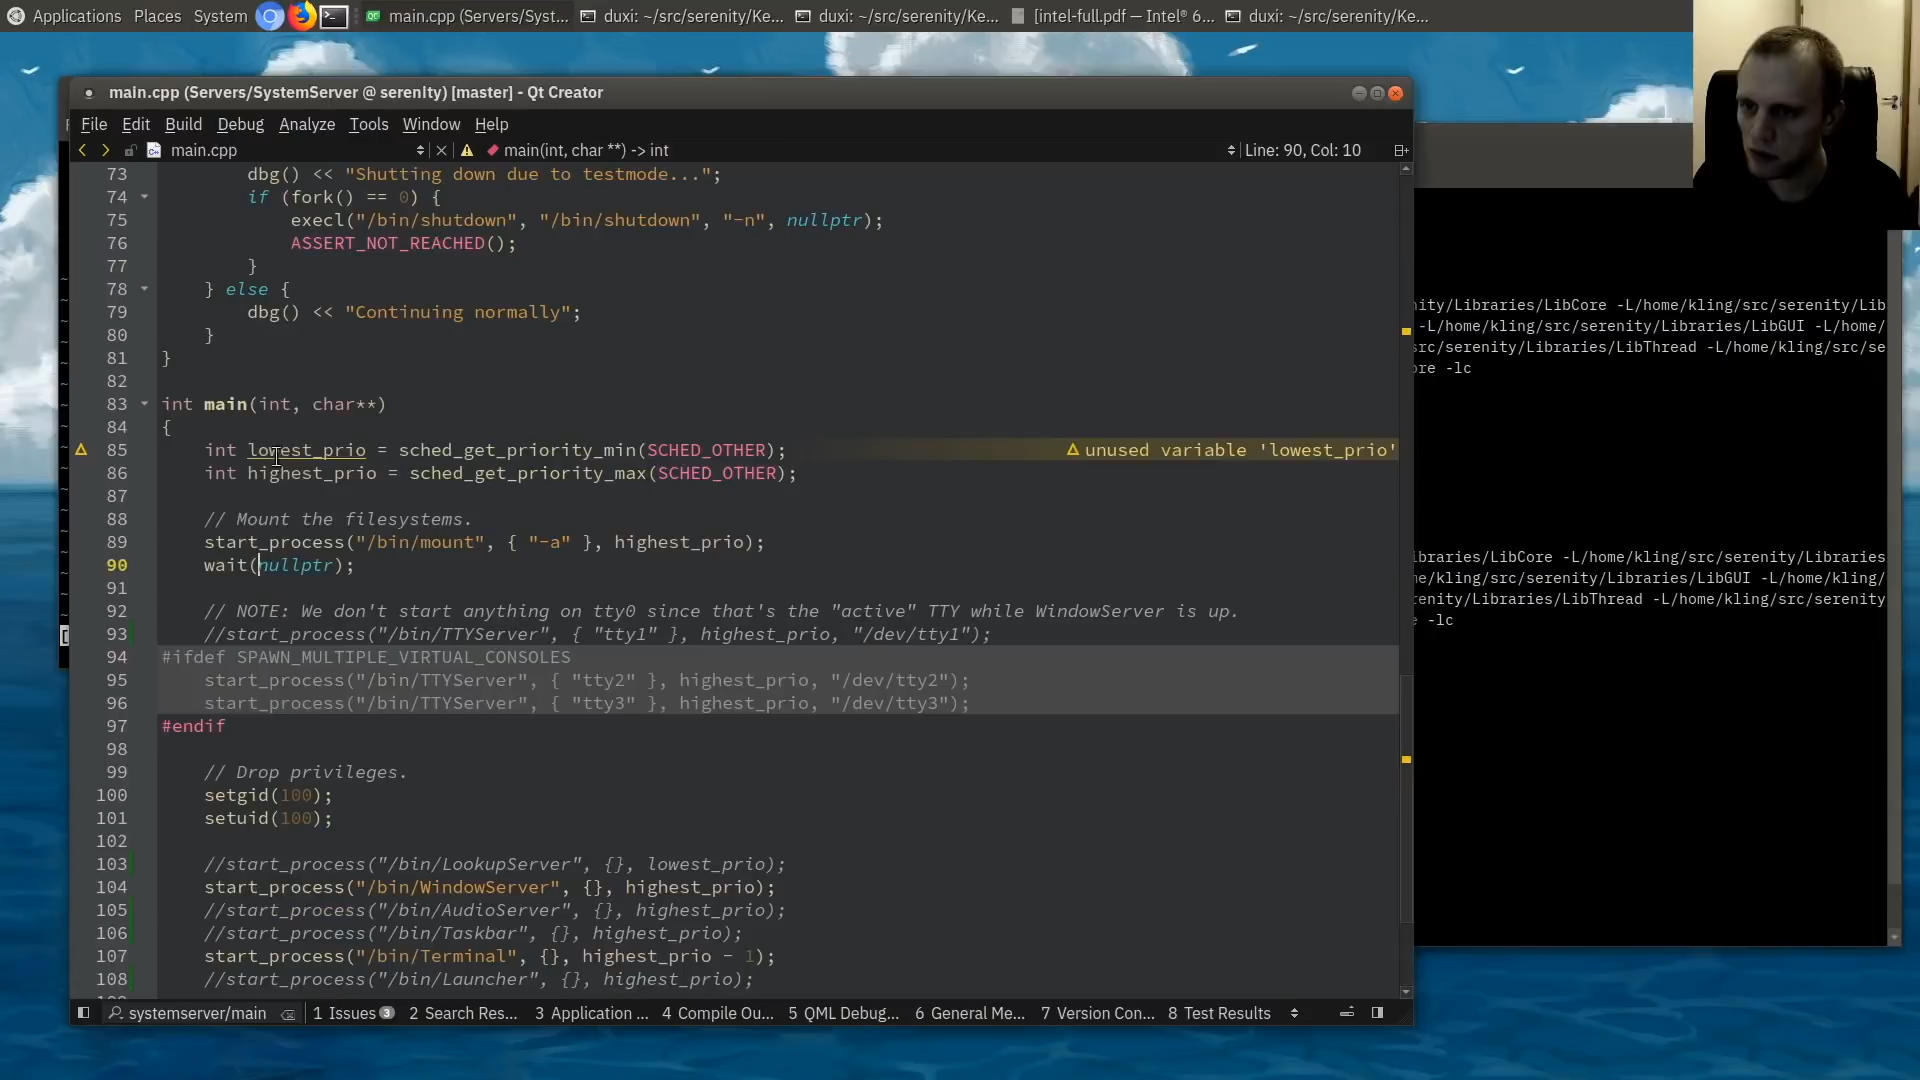 Applications Places System main.cpp (Servers/Syst... duxi: ~/src/serenity/Ke... duxi: ~/src/serenity/Ke... [intel-full.pdf — Intel® 6... duxi: ~/src/serenity/Ke...
main.cpp (Servers/SystemServer @ serenity) [master] - Qt Creator
File Edit Build Debug Analyze Tools Window Help
main.cpp main(int, char **) -> int Line: 90, Col: 10
73 dbg() << "Shutting down due to testmode...";
74 if (fork() == 0) {
75 execl("/bin/shutdown", "/bin/shutdown", "-n", nullptr);
76 ASSERT_NOT_REACHED();
77 }
78 } else {
79 dbg() << "Continuing normally";
80 }
81 }
82
83 int main(int, char**)
84 {
85 int lowest_prio = sched_get_priority_min(SCHED_OTHER); unused variable 'lowest_prio'
86 int highest_prio = sched_get_priority_max(SCHED_OTHER);
87
88 // Mount the filesystems.
89 start_process("/bin/mount", { "-a" }, highest_prio);
90 wait(nullptr);
91
92 // NOTE: We don't start anything on tty0 since that's the "active" TTY while WindowServer is up.
93 //start_process("/bin/TTYServer", { "tty1" }, highest_prio, "/dev/tty1");
94 #ifdef SPAWN_MULTIPLE_VIRTUAL_CONSOLES
95 start_process("/bin/TTYServer", { "tty2" }, highest_prio, "/dev/tty2");
96 start_process("/bin/TTYServer", { "tty3" }, highest_prio, "/dev/tty3");
97 #endif
98
99 // Drop privileges.
100 setgid(100);
101 setuid(100);
102
103 //start_process("/bin/LookupServer", {}, lowest_prio);
104 start_process("/bin/WindowServer", {}, highest_prio);
105 //start_process("/bin/AudioServer", {}, highest_prio);
106 //start_process("/bin/Taskbar", {}, highest_prio);
107 start_process("/bin/Terminal", {}, highest_prio - 1);
108 //start_process("/bin/Launcher", {}, highest_prio);
systemserver/main 1 Issues 3 2 Search Res... 3 Application ... 4 Compile Ou... 5 QML Debug... 6 General Me... 7 Version Con... 8 Test Results
nity/Libraries/LibCore -L/home/kling/src/serenity/Lib
-L/home/kling/src/serenity/Libraries/LibGUI -L/home/
rc/serenity/Libraries/LibThread -L/home/kling/src/se
ore -lc
ibraries/LibCore -L/home/kling/src/serenity/Libraries
me/kling/src/serenity/Libraries/LibGUI -L/home/kling/
renity/Libraries/LibThread -L/home/kling/src/serenity
-lc